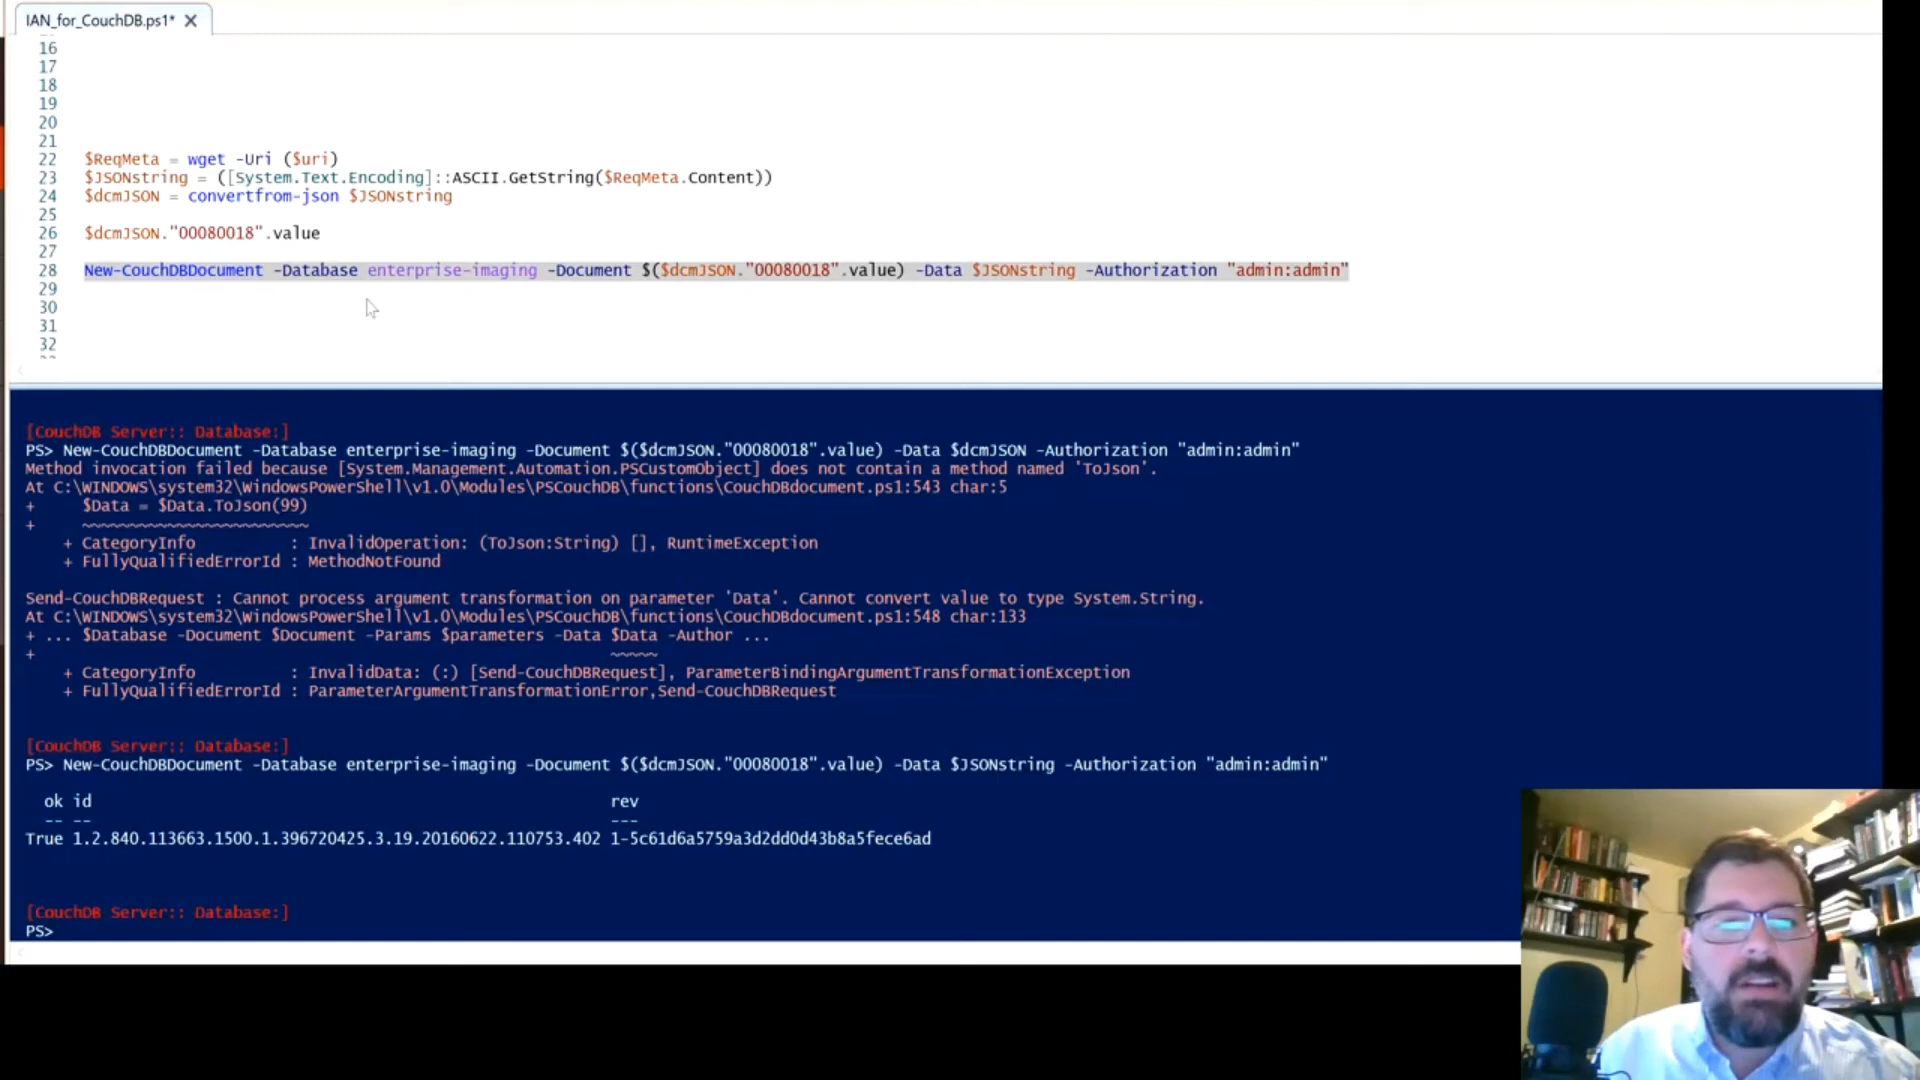 IAN_for_CouchDB.ps1*
16
17
18
19
20
21
22 $ReqMeta = wget -Uri ($uri)
23 $JSONstring = ([System.Text.Encoding]::ASCII.GetString($ReqMeta.Content))
24 $dcmJSON = convertfrom-json $JSONstring
25
26 $dcmJSON."00080018".value
27
28 New-CouchDBDocument -Database enterprise-imaging -Document $($dcmJSON."00080018".value) -Data $JSONstring -Authorization "admin:admin"
29
30
31
32
[CouchDB Server:: Database:]
PS> New-CouchDBDocument -Database enterprise-imaging -Document $($dcmJSON."00080018".value) -Data $dcmJSON -Authorization "admin:admin"
Method invocation failed because [System.Management.Automation.PSCustomObject] does not contain a method named 'ToJson'.
At C:\WINDOWS\system32\WindowsPowerShell\v1.0\Modules\PSCouchDB\functions\CouchDBdocument.ps1:543 char:5
+     $Data = $Data.ToJson(99)
+     ~~~~~~~~~~~~~~~~~~~~~~~~
    + CategoryInfo          : InvalidOperation: (ToJson:String) [], RuntimeException
    + FullyQualifiedErrorId : MethodNotFound
Send-CouchDBRequest : Cannot process argument transformation on parameter 'Data'. Cannot convert value to type System.String.
At C:\WINDOWS\system32\WindowsPowerShell\v1.0\Modules\PSCouchDB\functions\CouchDBdocument.ps1:548 char:133
+ ... $Database -Document $Document -Params $parameters -Data $Data -Author ...
+                                                             ~~~~~
    + CategoryInfo          : InvalidData: (:) [Send-CouchDBRequest], ParameterBindingArgumentTransformationException
    + FullyQualifiedErrorId : ParameterArgumentTransformationError,Send-CouchDBRequest
[CouchDB Server:: Database:]
PS> New-CouchDBDocument -Database enterprise-imaging -Document $($dcmJSON."00080018".value) -Data $JSONstring -Authorization "admin:admin"
ok id rev
-- -- ---
True 1.2.840.113663.1500.1.396720425.3.19.20160622.110753.402 1-5c61d6a5759a3d2dd0d43b8a5fece6ad
[CouchDB Server:: Database:]
PS>